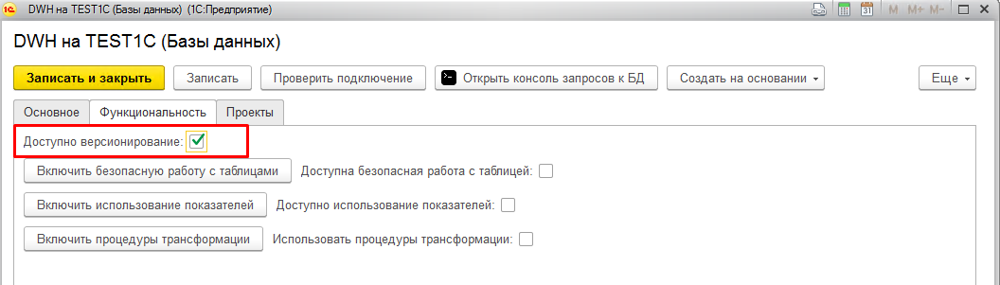 1С DWH на TEST1C (Базы данных) (1С:Предприятие) 31 M M+ M-
DWH на TEST1C (Базы данных)
Записать и закрыть Записать Проверить подключение Открыть консоль запросов к БД Создать на основании Еще
Основное Функциональность Проекты
Доступно версионирование:
Включить безопасную работу с таблицами Доступна безопасная работа с таблицей:
Включить использование показателей Доступно использование показателей:
Включить процедуры трансформации Использовать процедуры трансформации: